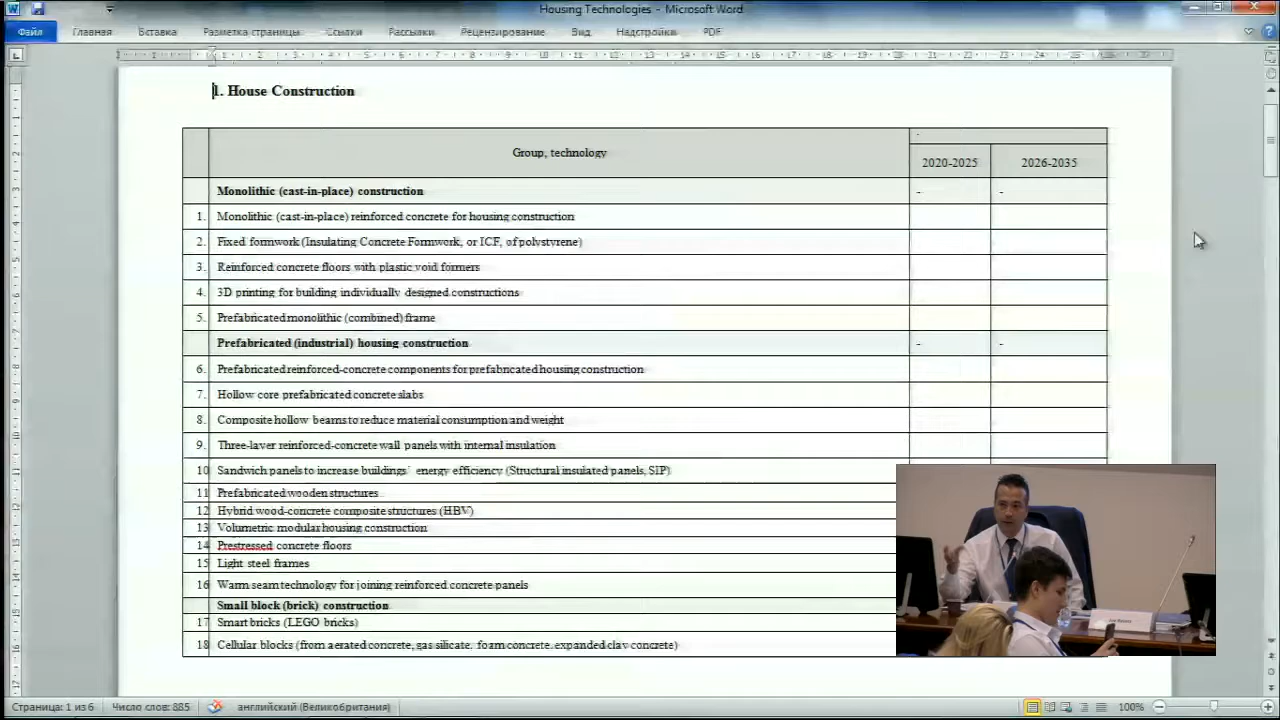 Housing Technologies - Microsoft Word
Файл Главная Вставка Разметка страницы Ссылки Рассылки Рецензирование Вид Надстройки PDF
1. House Construction
Group, technology
-
2020-2025 2026-2035
Monolithic (cast-in-place) construction - -
1. Monolithic (cast-in-place) reinforced concrete for housing construction
2. Fixed formwork (Insulating Concrete Formwork, or ICF, of polystyrene)
3. Reinforced concrete floors with plastic void formers
4. 3D printing for building individually designed constructions
5. Prefabricated monolithic (combined) frame
Prefabricated (industrial) housing construction - -
6. Prefabricated reinforced-concrete components for prefabricated housing construction
7. Hollow core prefabricated concrete slabs
8. Composite hollow beams to reduce material consumption and weight
9. Three-layer reinforced-concrete wall panels with internal insulation
10 Sandwich panels to increase buildings' energy efficiency (Structural insulated panels, SIP)
11 Prefabricated wooden structures
12 Hybrid wood-concrete composite structures (HBV)
13 Volumetric modular housing construction
14 Prestressed concrete floors
15 Light steel frames
16 Warm seam technology for joining reinforced concrete panels
Small block (brick) construction
17 Smart bricks (LEGO bricks)
18 Cellular blocks (from aerated concrete, gas silicate, foam concrete, expanded clay concrete)
Страница: 1 из 6 Число слов: 885 английский (Великобритания) 100%